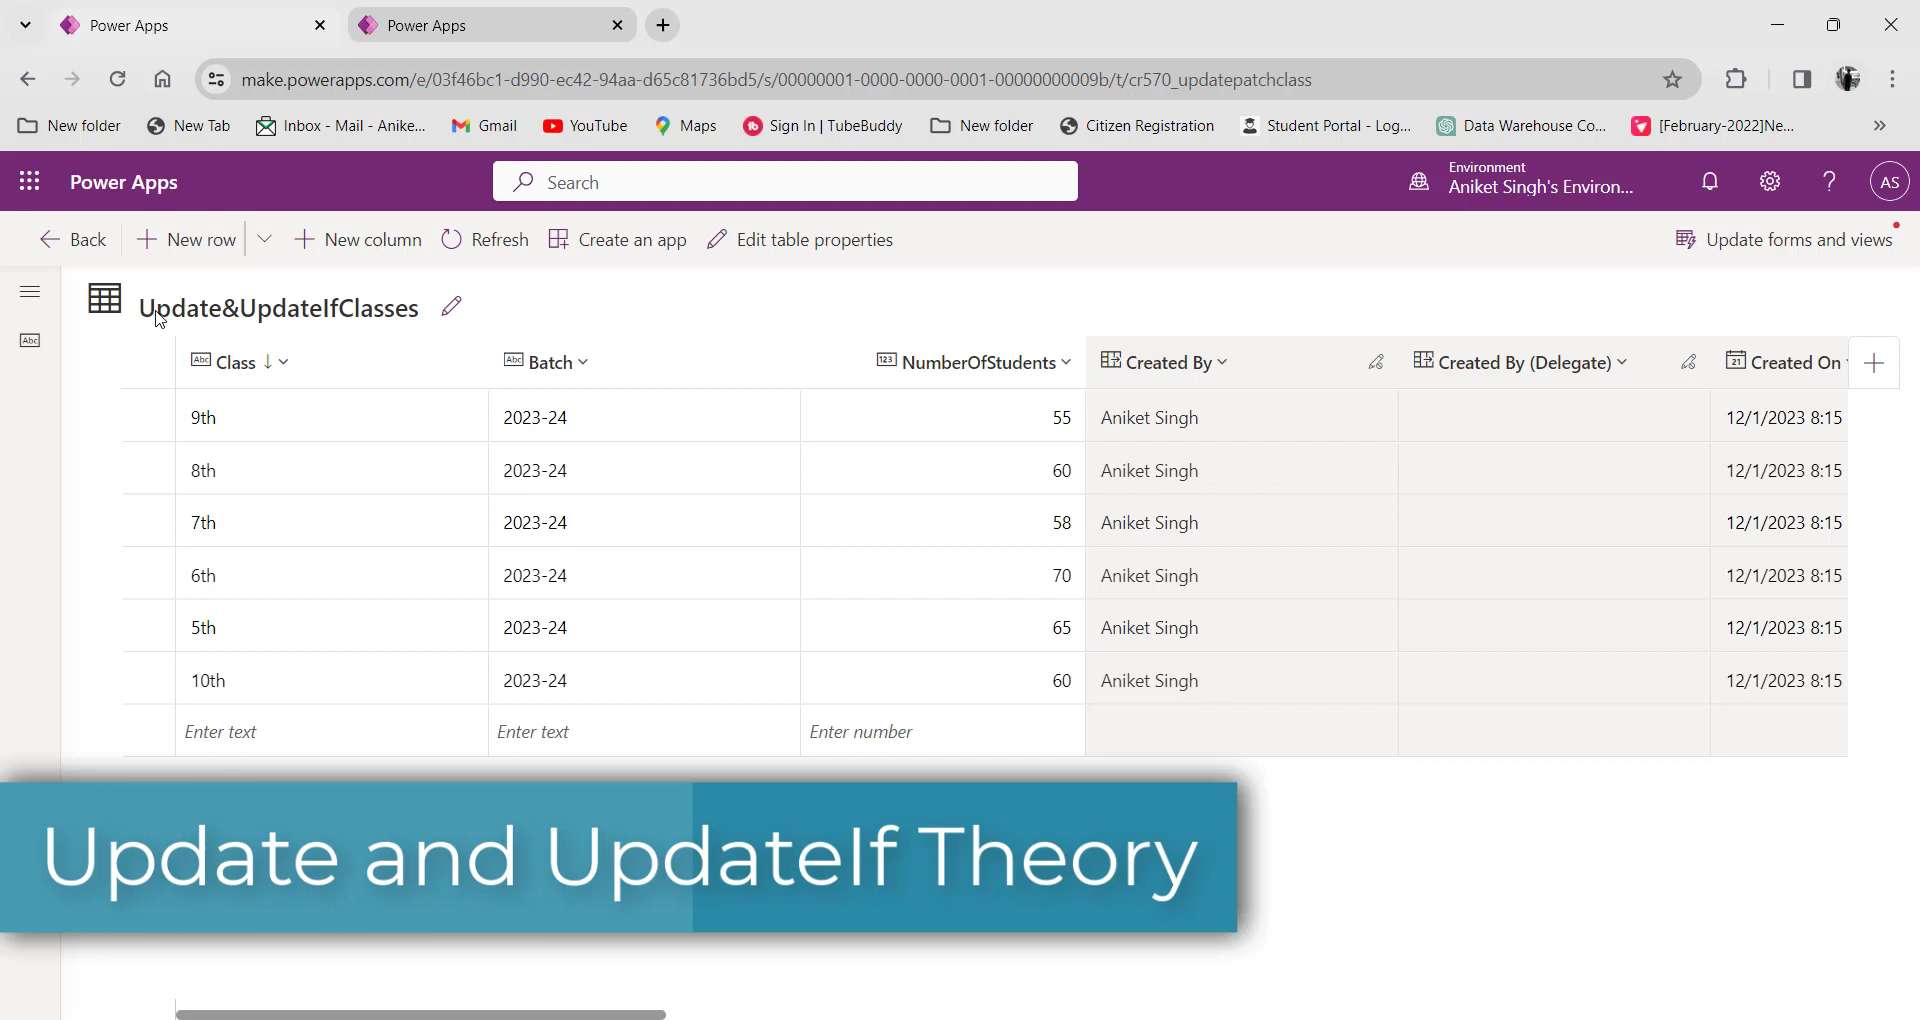 Power Apps
Power Apps
make.powerapps.com/e/03f46bc1-d990-ec42-94aa-d65c81736bd5/s/00000001-0000-0000-0001-00000000009b/t/cr570_updatepatchclass
New folder New Tab Inbox - Mail - Anike... Gmail YouTube Maps Sign In | TubeBuddy New folder Citizen Registration Student Portal - Log... Data Warehouse Co... [February-2022]Ne...
Power Apps
Search
Environment
Aniket Singh's Environ...
AS
Back New row New column Refresh Create an app Edit table properties Update forms and views
Update&UpdateIfClasses
Abc
Abc Class Abc Batch 123 NumberOfStudents Created By Created By (Delegate) 21 Created On
9th 2023-24 55 Aniket Singh 12/1/2023 8:15
8th 2023-24 60 Aniket Singh 12/1/2023 8:15
7th 2023-24 58 Aniket Singh 12/1/2023 8:15
6th 2023-24 70 Aniket Singh 12/1/2023 8:15
5th 2023-24 65 Aniket Singh 12/1/2023 8:15
10th 2023-24 60 Aniket Singh 12/1/2023 8:15
Enter text Enter text Enter number
Update and UpdateIf Theory